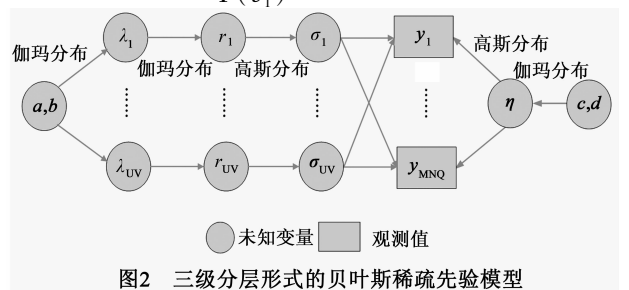 伽玛分布
λ₁
r₁
σ₁
y₁
伽玛分布
高斯分布
高斯分布
伽玛分布
a,b
η
c,d
λUV
rUV
σUV
yMNQ
未知变量
观测值
图2 三级分层形式的贝叶斯稀疏先验模型